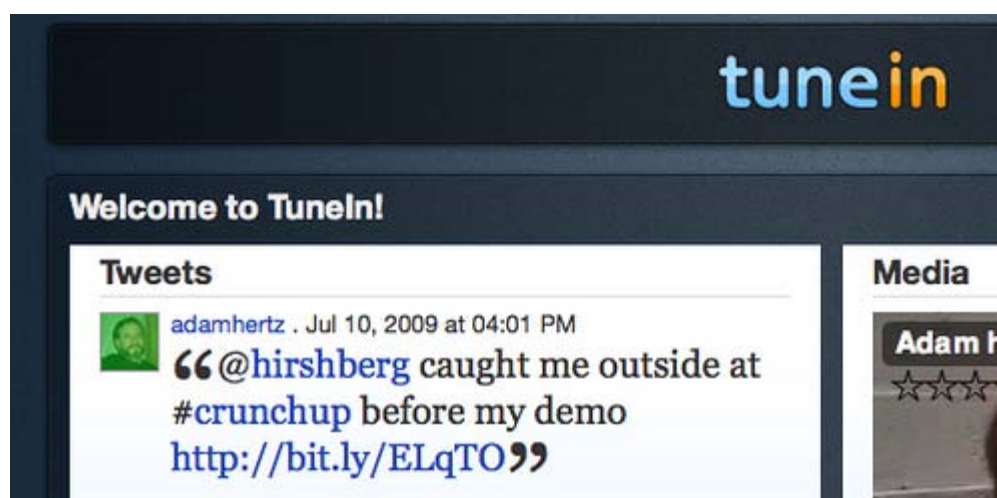 tunein
Welcome to TuneIn!
Tweets
adamhertz . Jul 10, 2009 at 04:01 PM
“@hirshberg caught me outside at
#crunchup before my demo
http://bit.ly/ELqTO”
Media
Adam
☆☆☆